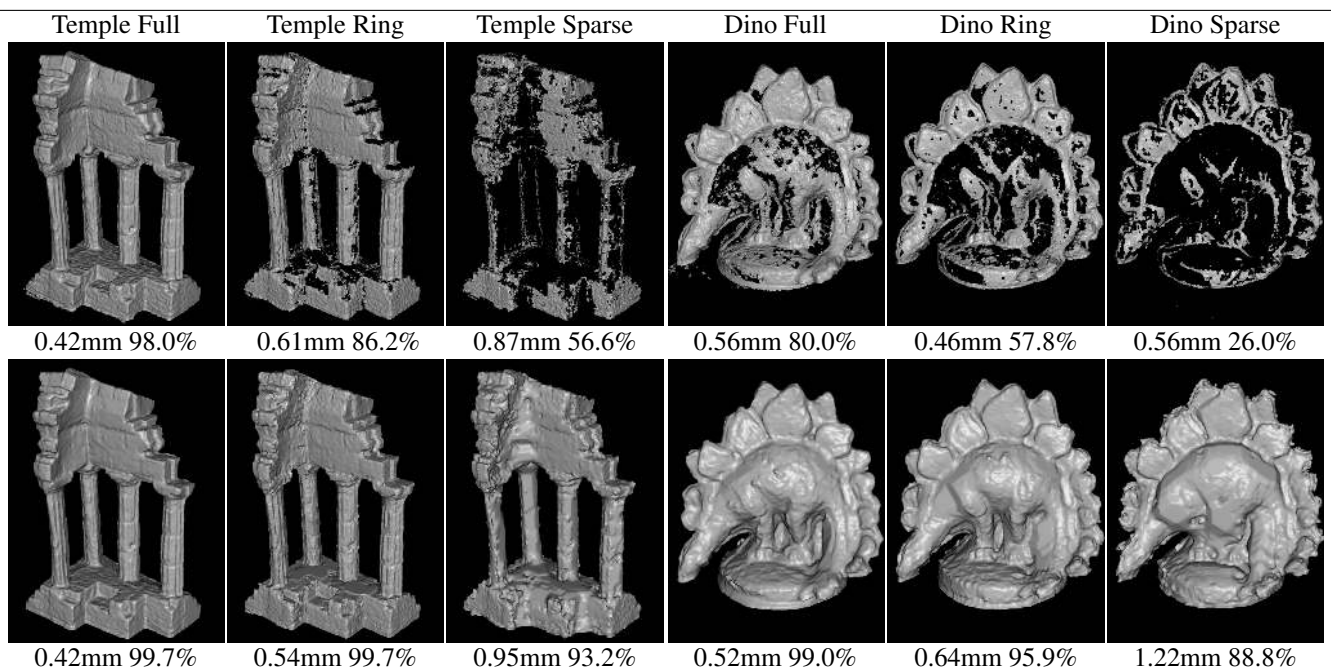 Temple Full Temple Ring Temple Sparse Dino Full Dino Ring Dino Sparse
0.42mm 98.0% 0.61mm 86.2% 0.87mm 56.6% 0.56mm 80.0% 0.46mm 57.8% 0.56mm 26.0%
0.42mm 99.7% 0.54mm 99.7% 0.95mm 93.2% 0.52mm 99.0% 0.64mm 95.9% 1.22mm 88.8%